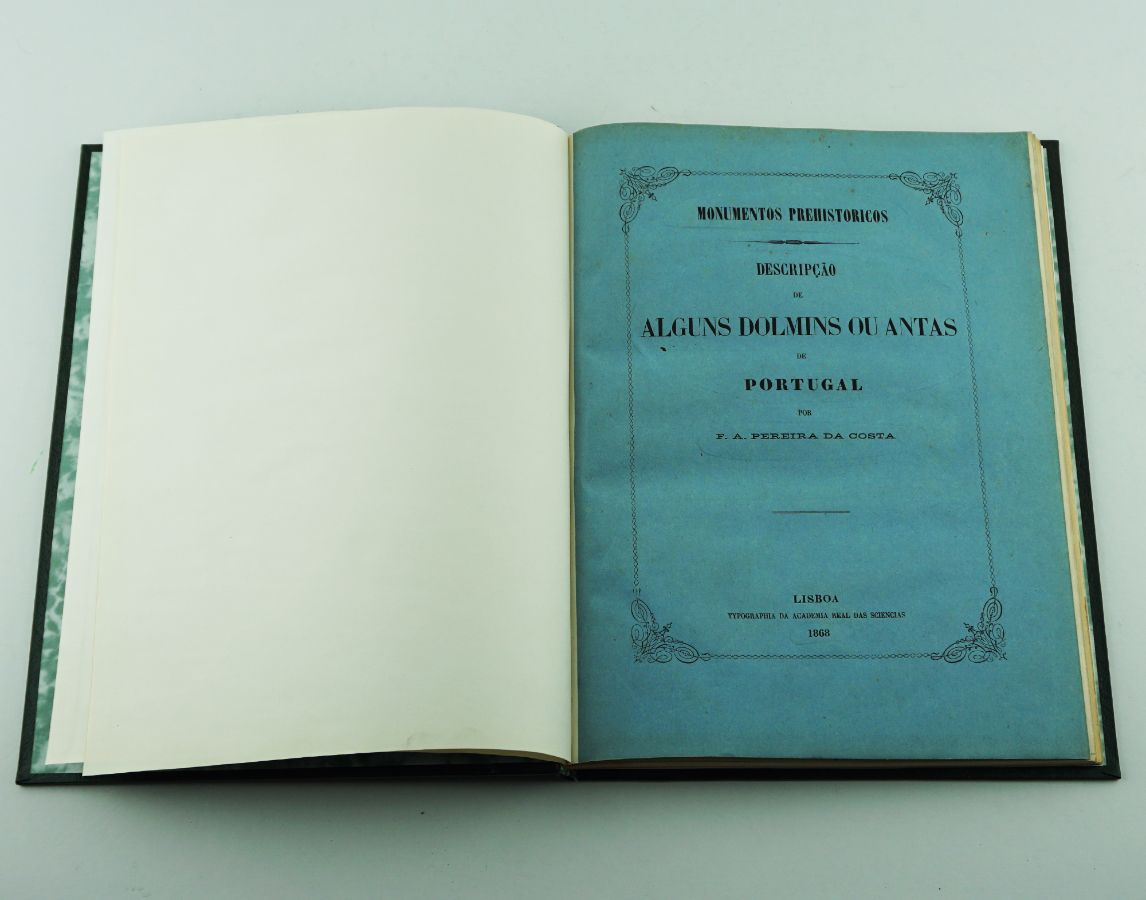 MONUMENTOS PREHISTORICOS
DESCRIPÇÃO
DE
ALGUNS DOLMINS OU ANTAS
DE
PORTUGAL
POR
F. A. PEREIRA DA COSTA
LISBOA
TYPOGRAPHIA DA ACADEMIA REAL DAS SCIENCIAS
1868